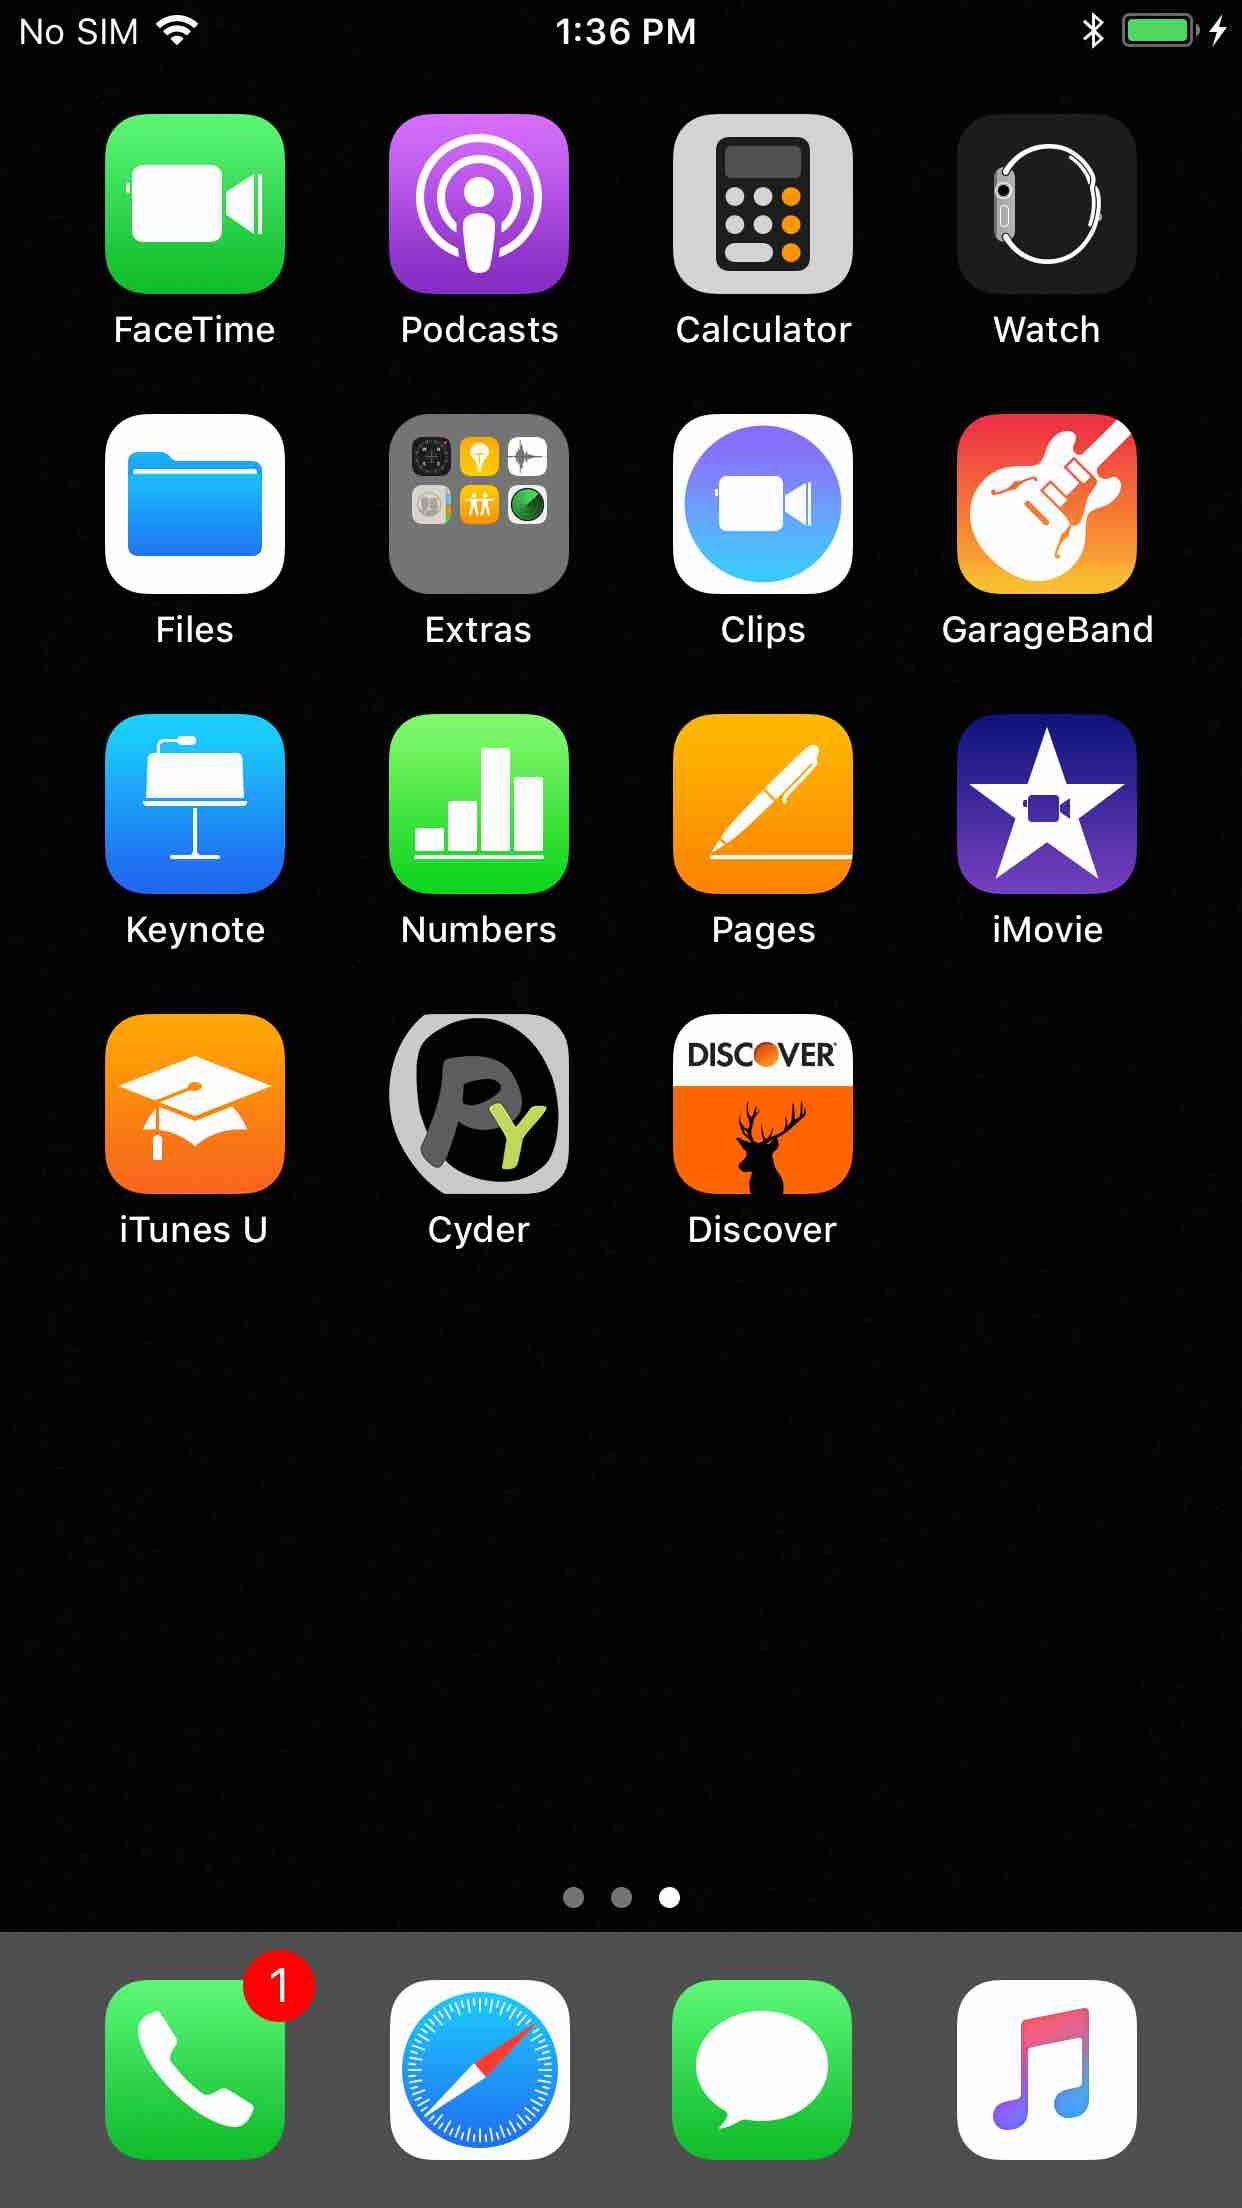 No SIM 1:36 PM
FaceTime Podcasts Calculator Watch
Files Extras Clips GarageBand
Keynote Numbers Pages iMovie
PY DISCOVER
iTunes U Cyder Discover
1